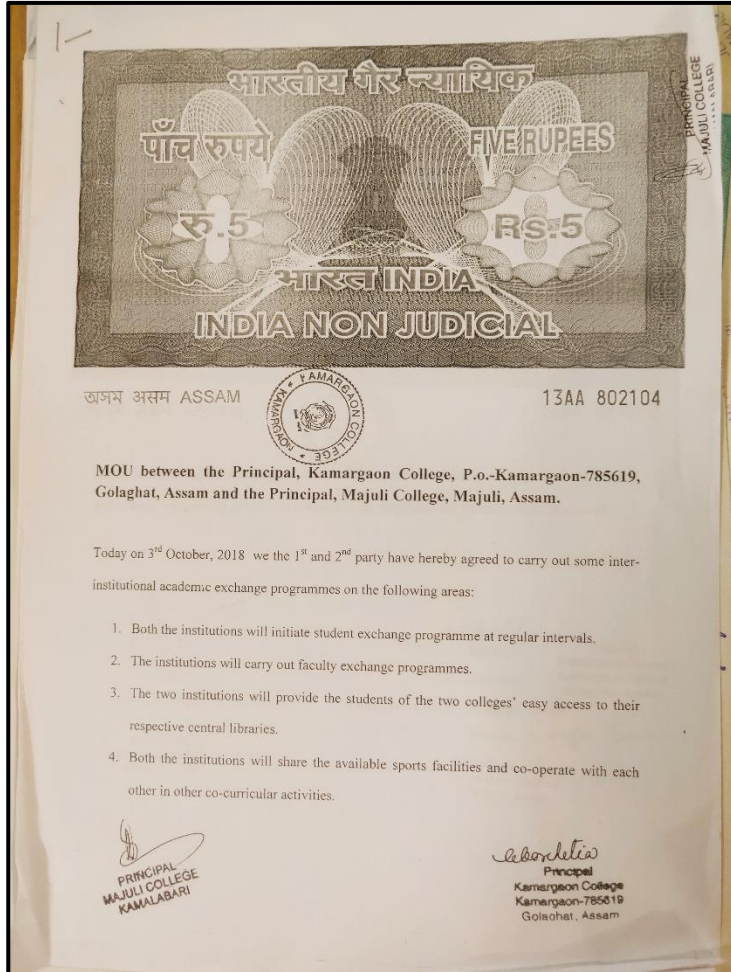 1-
PRINCIPAL
MAJULI COLLEGE
भारतीय गैर न्यायिक
पाँच रुपये
FIVE RUPEES
रु.5
Rs.5
भारत INDIA
INDIA NON JUDICIAL
অসম असम ASSAM
KAMARGAON COLLEGE
KAMARGAON
13AA 802104
MOU between the Principal, Kamargaon College, P.o.-Kamargaon-785619,
Golaghat, Assam and the Principal, Majuli College, Majuli, Assam.
Today on 3rd October, 2018 we the 1st and 2nd party have hereby agreed to carry out some inter-
institutional academic exchange programmes on the following areas:
1. Both the institutions will initiate student exchange programme at regular intervals.
2. The institutions will carry out faculty exchange programmes.
3. The two institutions will provide the students of the two colleges' easy access to their
respective central libraries.
4. Both the institutions will share the available sports facilities and co-operate with each
other in other co-curricular activities.
PRINCIPAL
MAJULI COLLEGE
KAMALABARI
Principal
Kamargaon College
Kamargaon-785619
Golaghat, Assam